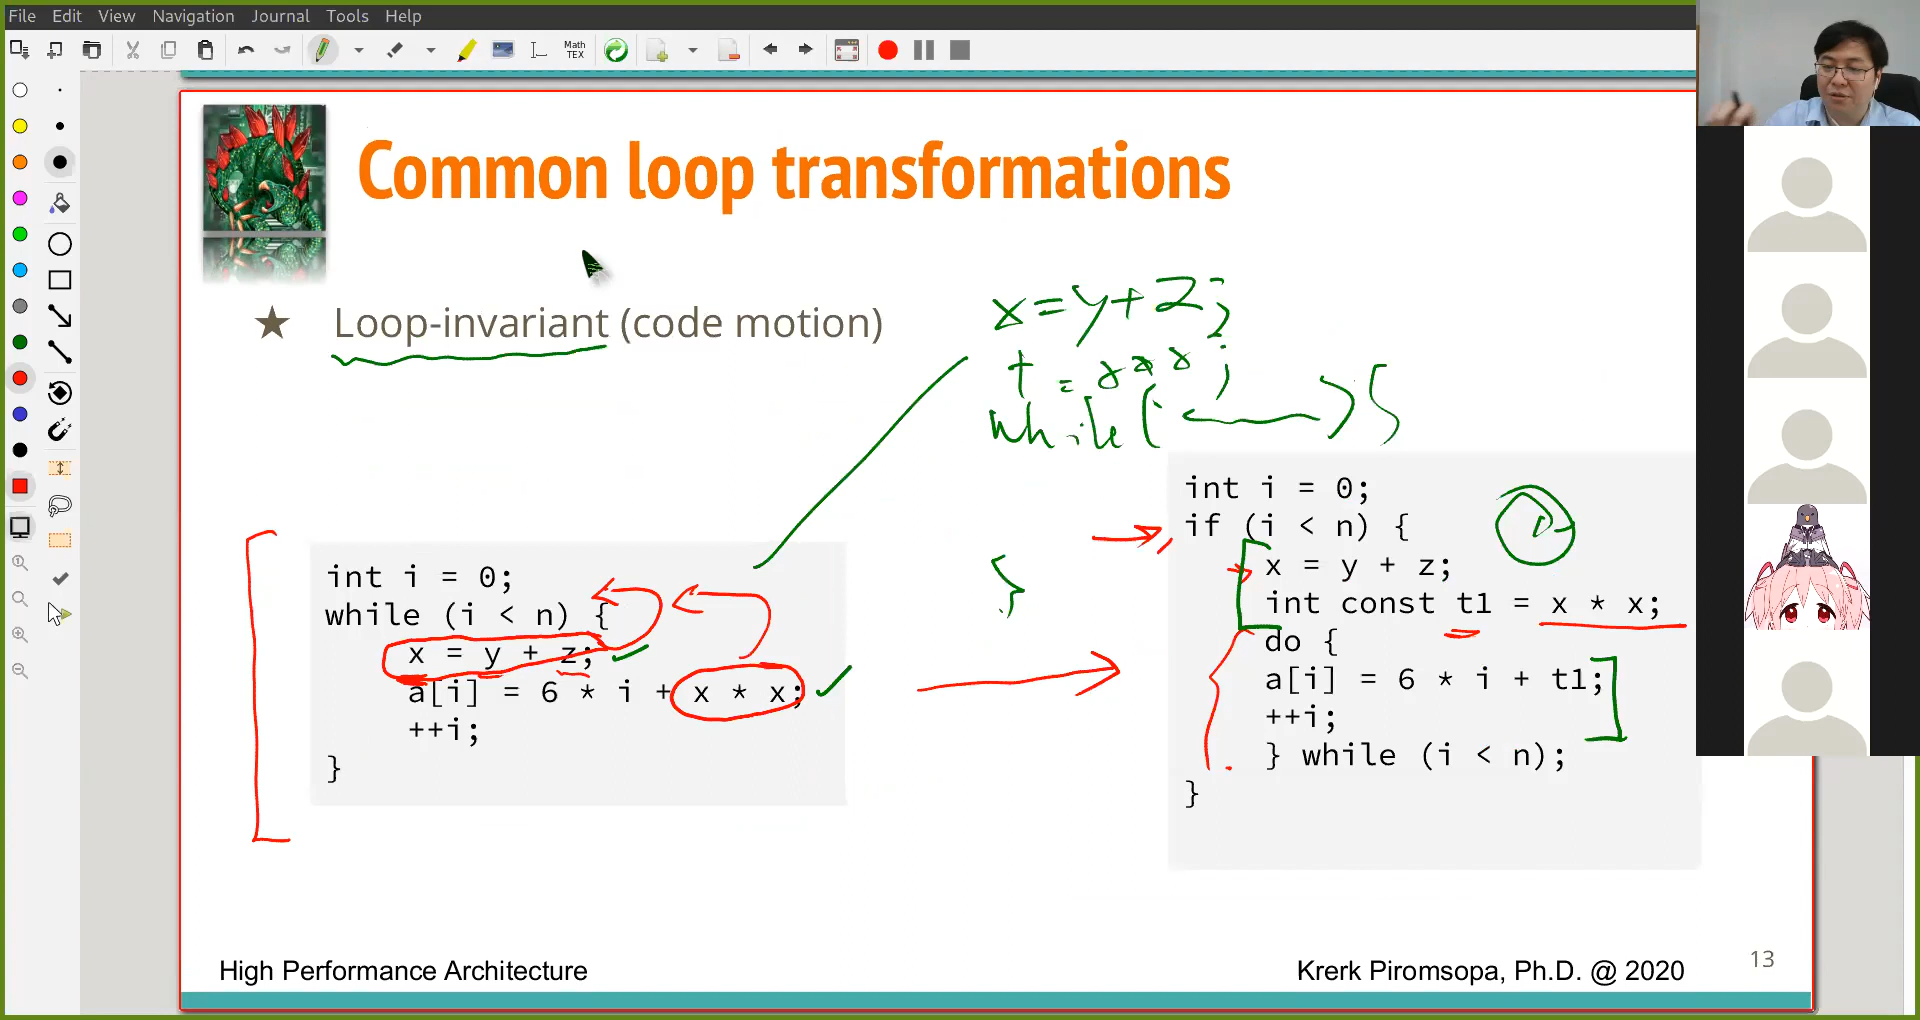 File Edit View Navigation Journal Tools Help
Math
TEX
Common loop transformations
★ Loop-invariant (code motion)
x = y + z;
t = x * x ;
while (
int i = 0;
while (i < n) {
x = y + z;
a[i] = 6 * i + x * x;
++i;
}
}
int i = 0;
if (i < n) {
x = y + z;
int const t1 = x * x;
do {
a[i] = 6 * i + t1;
++i;
} while (i < n);
}
High Performance Architecture
Krerk Piromsopa, Ph.D. @ 2020
13